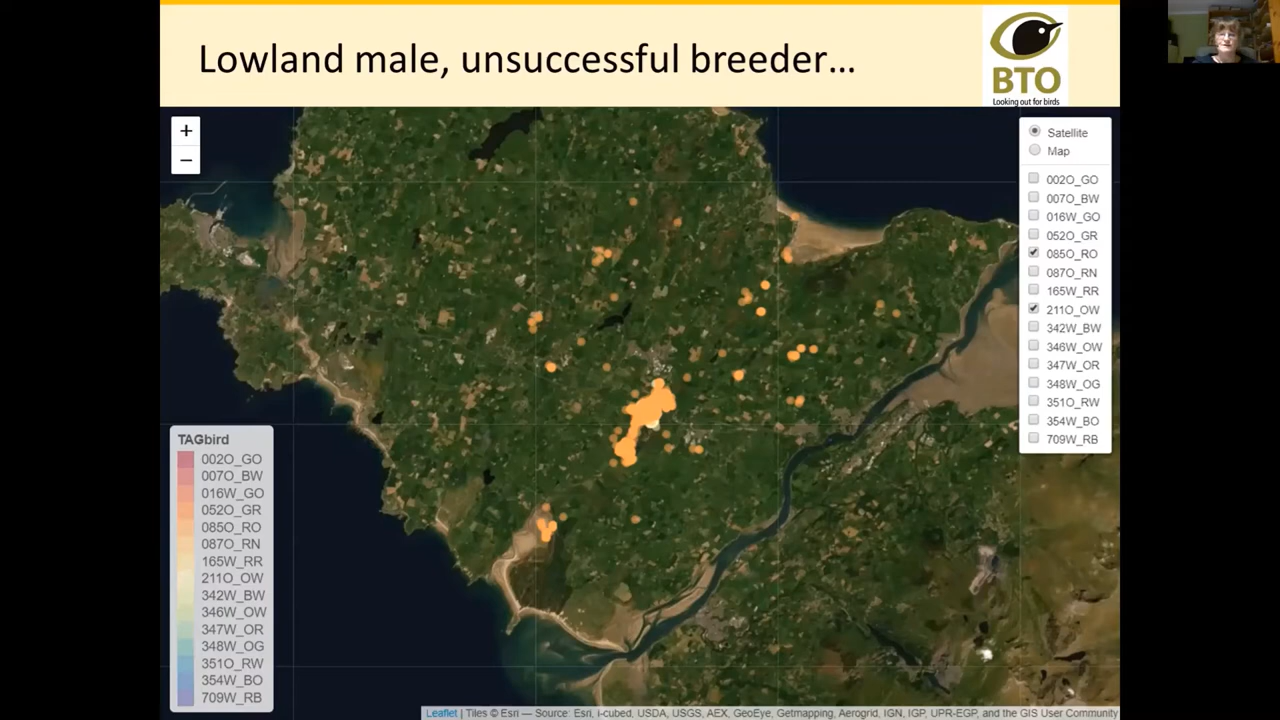 Lowland male, unsuccessful breeder...
BTO
Looking out for birds
+
−
Satellite
Map
002O_GO
007O_BW
016W_GO
052O_GR
085O_RO
087O_RN
165W_RR
211O_OW
342W_BW
346W_OW
347W_OR
348W_OG
351O_RW
354W_BO
709W_RB
TAGbird
002O_GO
007O_BW
016W_GO
052O_GR
085O_RO
087O_RN
165W_RR
211O_OW
342W_BW
346W_OW
347W_OR
348W_OG
351O_RW
354W_BO
709W_RB
Leaflet | Tiles © Esri — Source: Esri, i-cubed, USDA, USGS, AEX, GeoEye, Getmapping, Aerogrid, IGN, IGP, UPR-EGP, and the GIS User Community